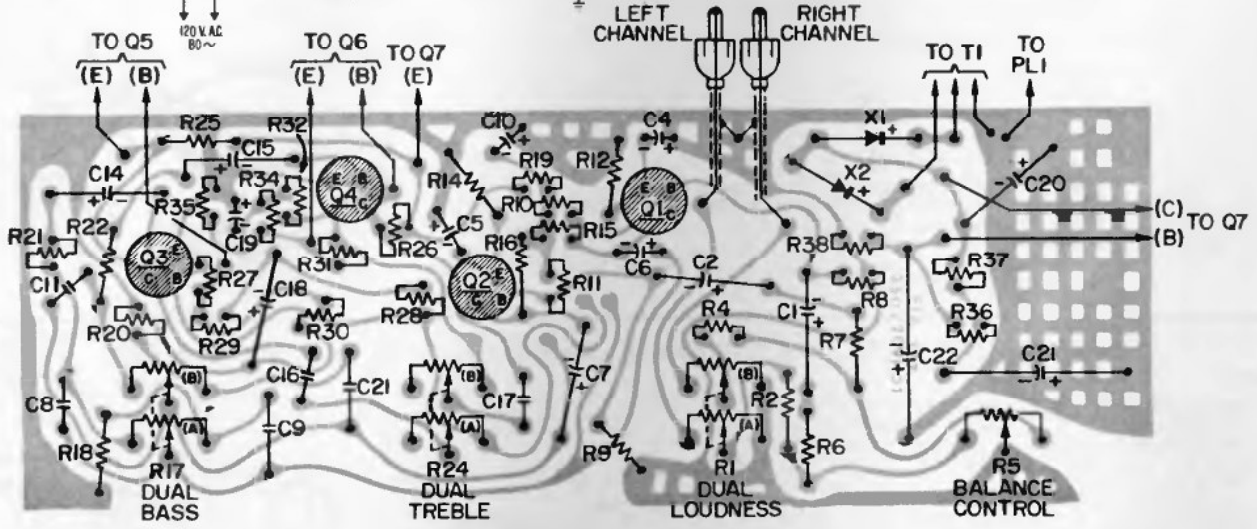 120 V. A.C.
80~
LEFT CHANNEL
RIGHT CHANNEL
TO Q5
(E) (B)
TO Q6
(E) (B)
TO Q7
(E)
TO T1
TO PL1
R25
C15
R32
C10
C4
X1
C14
R34
Q4
E B C
R14
R19
R12
X2
C20
R35
R10
Q1
E B C
(C)
TO Q7
(B)
R21
R22
C19
R26
C5
R15
R16
R38
Q3
E C B
R27
R31
Q2
E C B
R11
C6
C2
R37
C11
C18
R28
R4
C1
R8
R20
R29
R30
R7
R36
C22
C16
C21
C7
C21
C8
(B)
(B)
C17
(B)
R2
R18
(A)
C9
(A)
R9
(A)
R6
R17
DUAL BASS
R24
DUAL TREBLE
R1
DUAL LOUDNESS
R5
BALANCE CONTROL